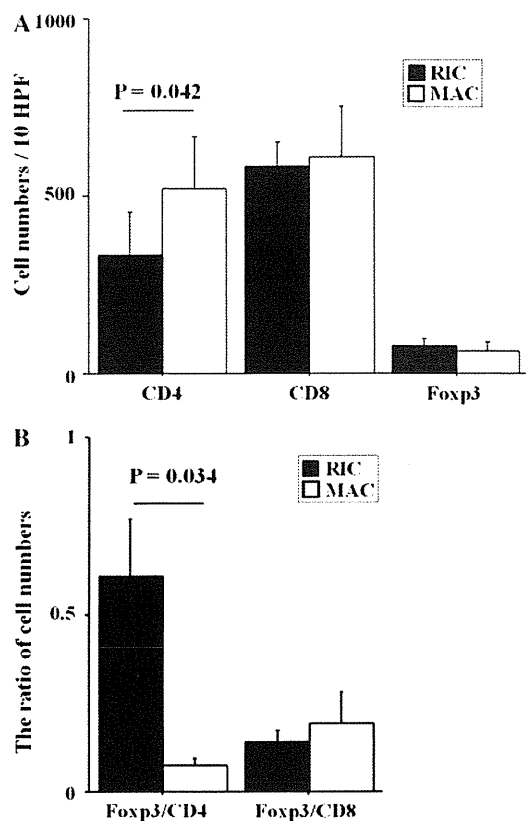 A
1000
RIC
MAC
P = 0.042
Cell numbers / 10 HPF
500
0
CD4 CD8 Foxp3
B
1
RIC
MAC
P = 0.034
The ratio of cell numbers
0.5
0
Foxp3/CD4 Foxp3/CD8